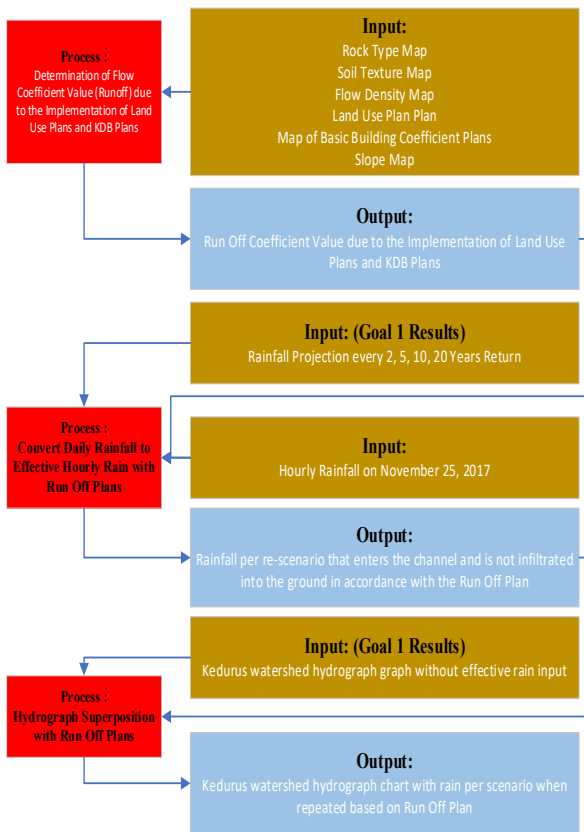 Process :
Determination of Flow
Coefficient Value (Runoff) due
to the Implementation of Land
Use Plans and KDB Plans
Input:
Rock Type Map
Soil Texture Map
Flow Density Map
Land Use Plan Plan
Map of Basic Building Coefficient Plans
Slope Map
Output:
Run Off Coefficient Value due to the Implementation of Land Use
Plans and KDB Plans
Input: (Goal 1 Results)
Rainfall Projection every 2, 5, 10, 20 Years Return
Process :
Convert Daily Rainfall to
Effective Hourly Rain with
Run Off Plans
Input:
Hourly Rainfall on November 25, 2017
Output:
Rainfall per re-scenario that enters the channel and is not infiltrated
into the ground in accordance with the Run Off Plan
Input: (Goal 1 Results)
Kedurus watershed hydrograph graph without effective rain input
Process :
Hydrograph Superposition
with Run Off Plans
Output:
Kedurus watershed hydrograph chart with rain per scenario when
repeated based on Run Off Plan